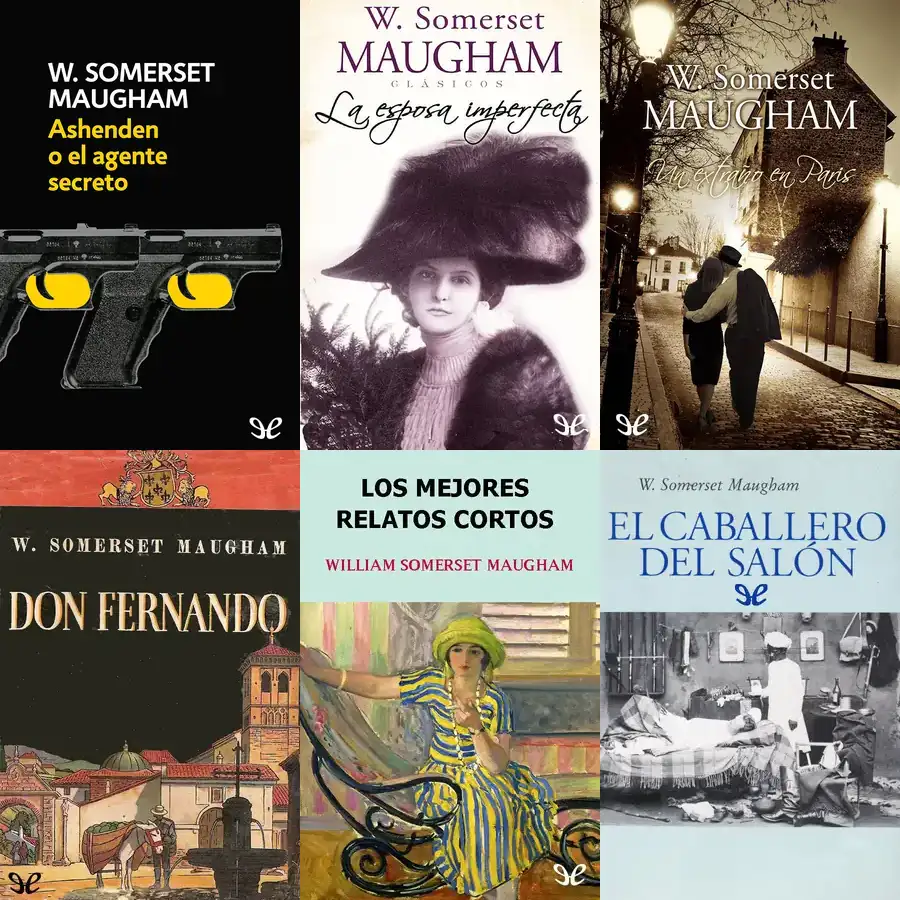 W. SOMERSET
MAUGHAM
Ashenden
o el agente
secreto
W. Somerset
MAUGHAM
CLÁSICOS
La esposa imperfecta
W. Somerset
MAUGHAM
Un extraño en París
W. SOMERSET MAUGHAM
DON FERNANDO
LOS MEJORES
RELATOS CORTOS
WILLIAM SOMERSET MAUGHAM
W. Somerset Maugham
EL CABALLERO
DEL SALÓN